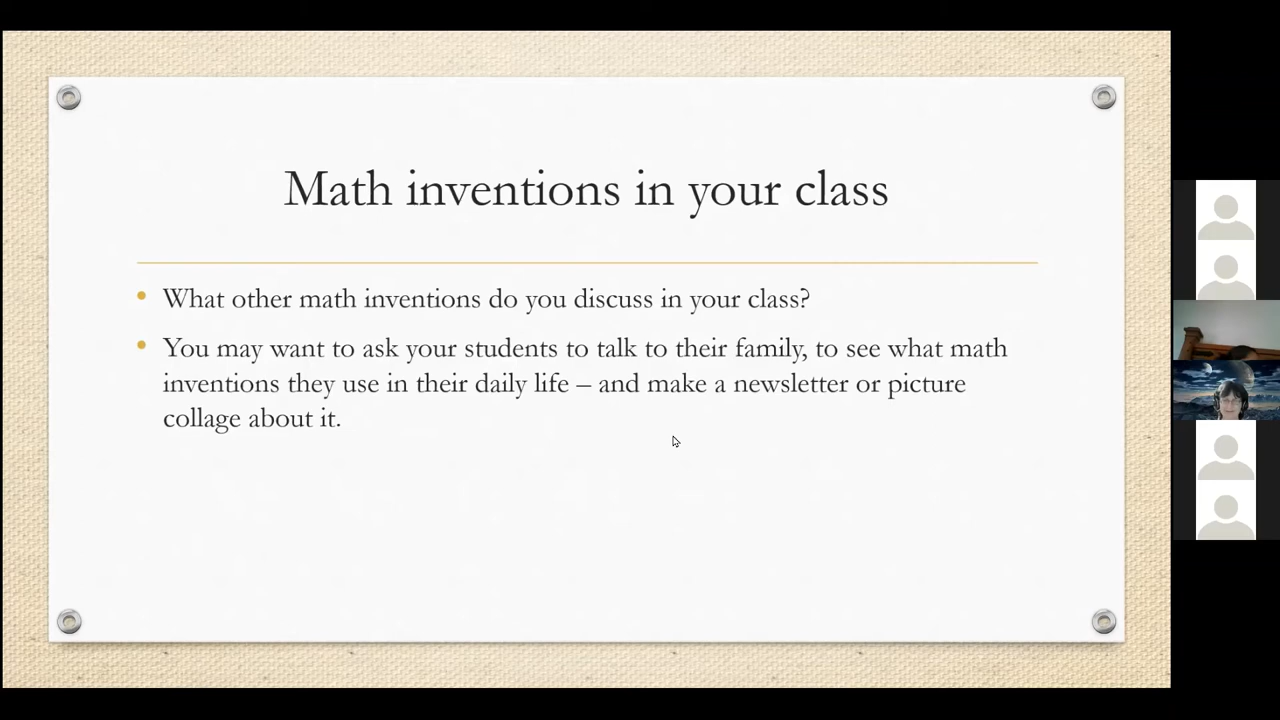 Math inventions in your class
• What other math inventions do you discuss in your class?
• You may want to ask your students to talk to their family, to see what math
inventions they use in their daily life – and make a newsletter or picture
collage about it.